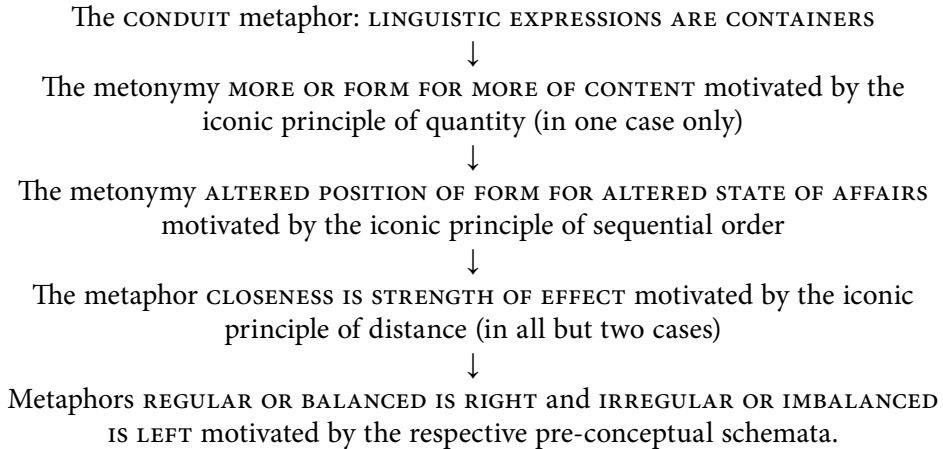 The CONDUIT metaphor: LINGUISTIC EXPRESSIONS ARE CONTAINERS
↓
The metonymy MORE OR FORM FOR MORE OF CONTENT motivated by the
iconic principle of quantity (in one case only)
↓
The metonymy ALTERED POSITION OF FORM FOR ALTERED STATE OF AFFAIRS
motivated by the iconic principle of sequential order
↓
The metaphor CLOSENESS IS STRENGTH OF EFFECT motivated by the iconic
principle of distance (in all but two cases)
↓
Metaphors REGULAR OR BALANCED IS RIGHT and IRREGULAR OR IMBALANCED
IS LEFT motivated by the respective pre-conceptual schemata.